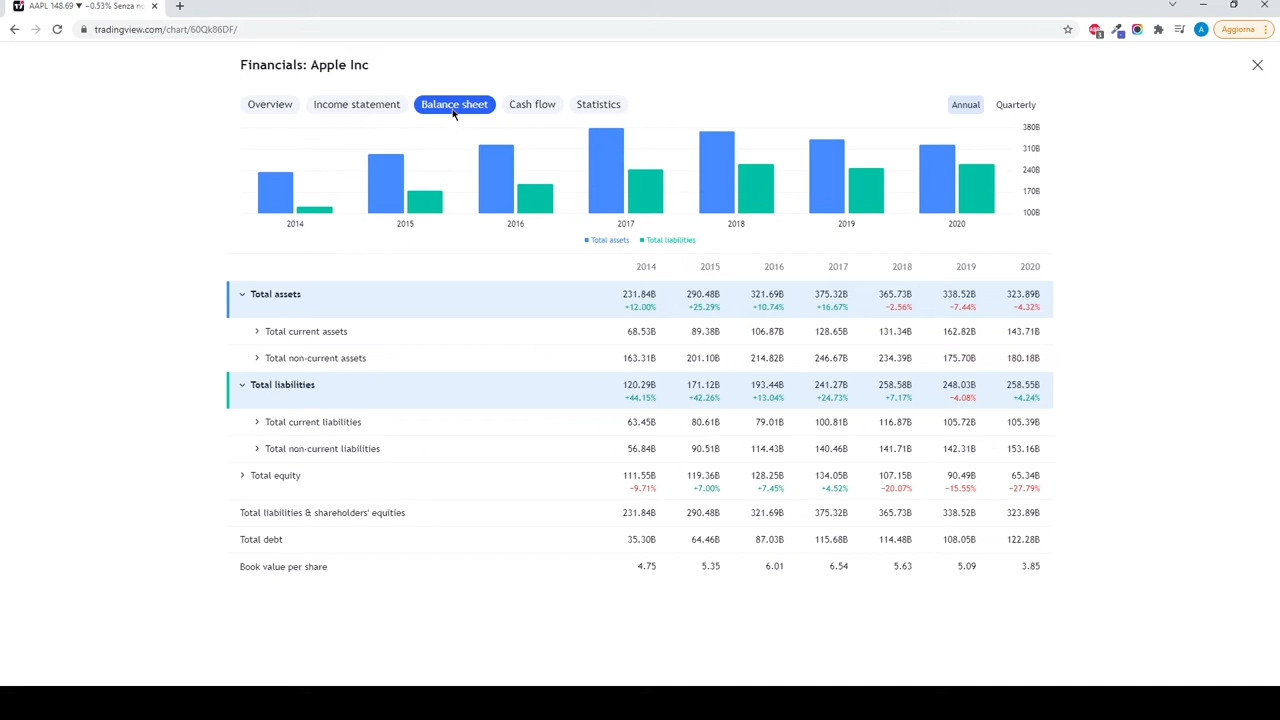 AAPL 148.69 ▼ −0.53% Senza no
tradingview.com/chart/60Qk86DF/
Aggiorna
Financials: Apple Inc
Overview Income statement Balance sheet Cash flow Statistics Annual Quarterly
380B
310B
240B
170B
100B
2014 2015 2016 2017 2018 2019 2020
Total assets Total liabilities
2014 2015 2016 2017 2018 2019 2020
Total assets 231.84B 290.48B 321.69B 375.32B 365.73B 338.52B 323.89B
+12.00% +25.29% +10.74% +16.67% −2.56% −7.44% −4.32%
Total current assets 68.53B 89.38B 106.87B 128.65B 131.34B 162.82B 143.71B
Total non-current assets 163.31B 201.10B 214.82B 246.67B 234.39B 175.70B 180.18B
Total liabilities 120.29B 171.12B 193.44B 241.27B 258.58B 248.03B 258.55B
+44.15% +42.26% +13.04% +24.73% +7.17% −4.08% +4.24%
Total current liabilities 63.45B 80.61B 79.01B 100.81B 116.87B 105.72B 105.39B
Total non-current liabilities 56.84B 90.51B 114.43B 140.46B 141.71B 142.31B 153.16B
Total equity 111.55B 119.36B 128.25B 134.05B 107.15B 90.49B 65.34B
−9.71% +7.00% +7.45% +4.52% −20.07% −15.55% −27.79%
Total liabilities & shareholders' equities 231.84B 290.48B 321.69B 375.32B 365.73B 338.52B 323.89B
Total debt 35.30B 64.46B 87.03B 115.68B 114.48B 108.05B 122.28B
Book value per share 4.75 5.35 6.01 6.54 5.63 5.09 3.85